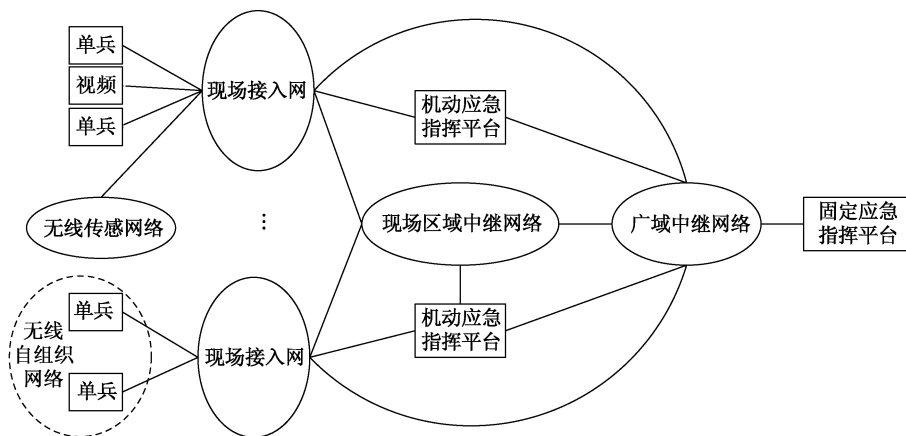 单兵
视频
单兵
现场接入网
机动应急
指挥平台
无线传感网络
⋮
现场区域中继网络
广域中继网络
固定应急
指挥平台
无线
自组织
网络
单兵
单兵
现场接入网
机动应急
指挥平台